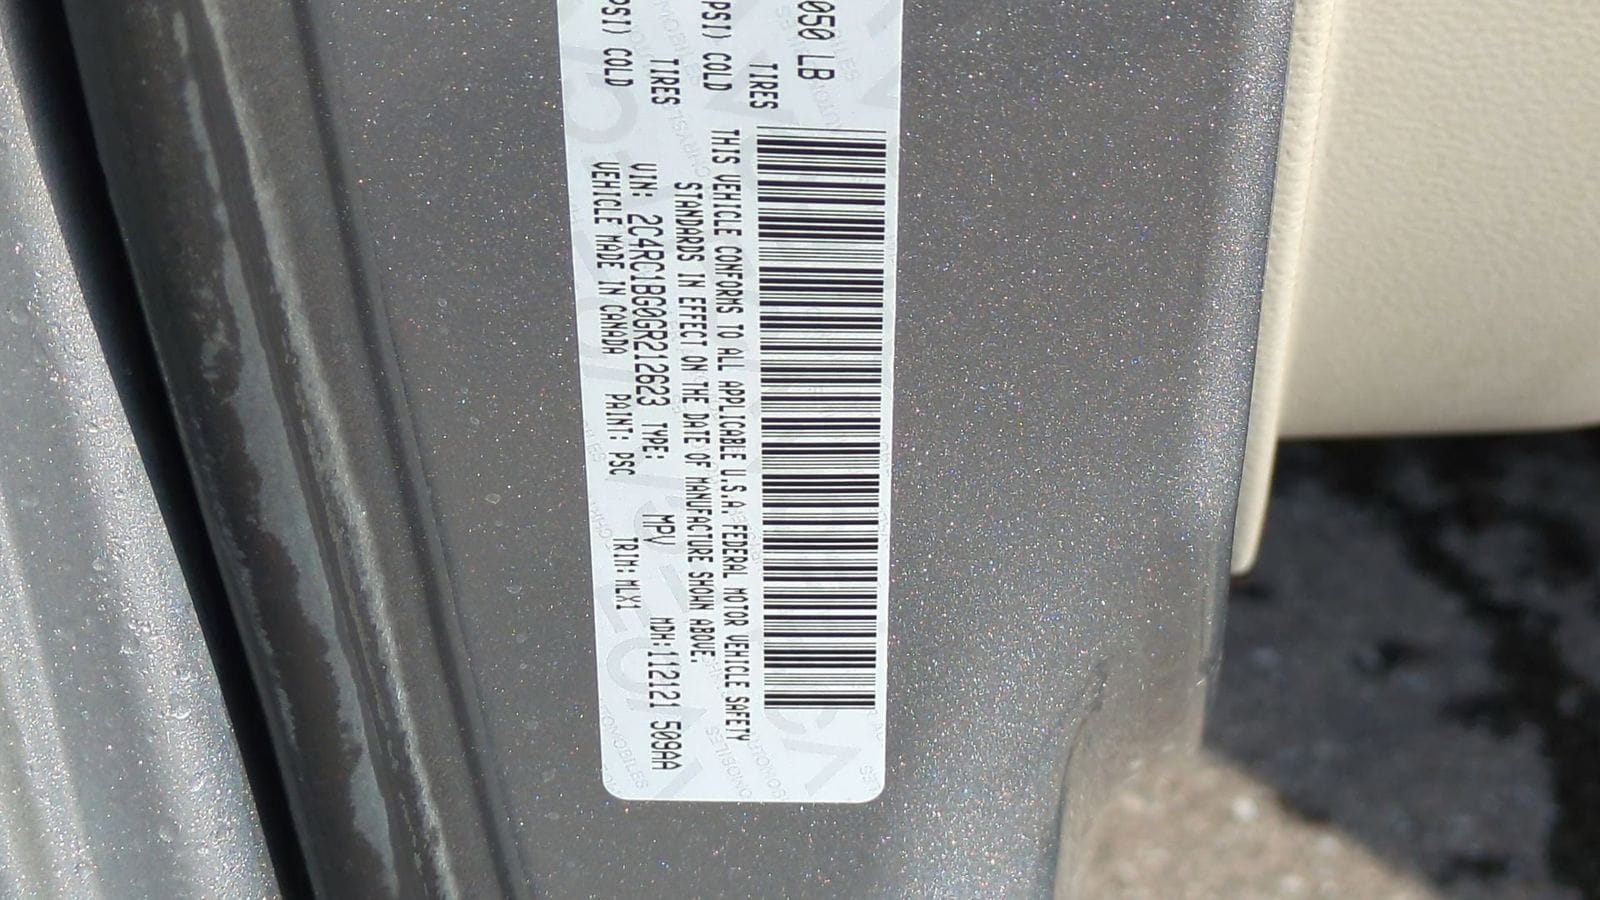 050 LB
TIRES
PSI) COLD
TIRES
PSI) COLD
THIS VEHICLE CONFORMS TO ALL APPLICABLE U.S.A. FEDERAL MOTOR VEHICLE SAFETY
STANDARDS IN EFFECT ON THE DATE OF MANUFACTURE SHOWN ABOVE.
VIN: 2C4RC1BG0GR212623 TYPE: MPV MDH:112121 509AA
VEHICLE MADE IN CANADA PAINT: PSC TRIM: MLX1